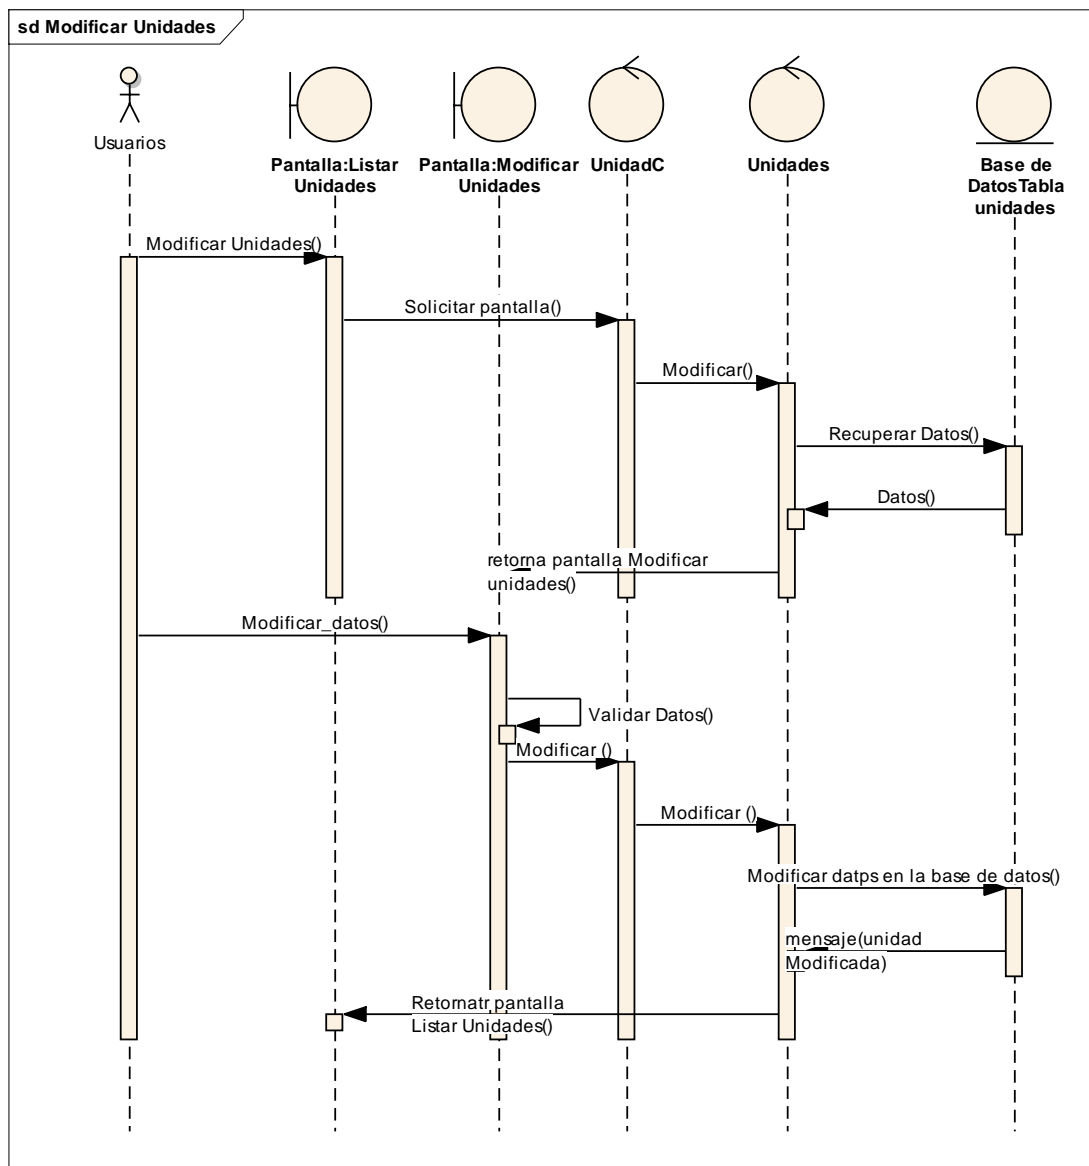 sd Modificar Unidades
Usuarios
Pantalla:Listar
Unidades
Pantalla:Modificar
Unidades
UnidadC
Unidades
Base de
DatosTabla
unidades
Modificar Unidades()
Solicitar pantalla()
Modificar()
Recuperar Datos()
Datos()
retorna pantalla Modificar
unidades()
Modificar_datos()
Validar Datos()
Modificar ()
Modificar ()
Modificar datps en la base de datos()
mensaje(unidad
Modificada)
Retornatr pantalla
Listar Unidades()